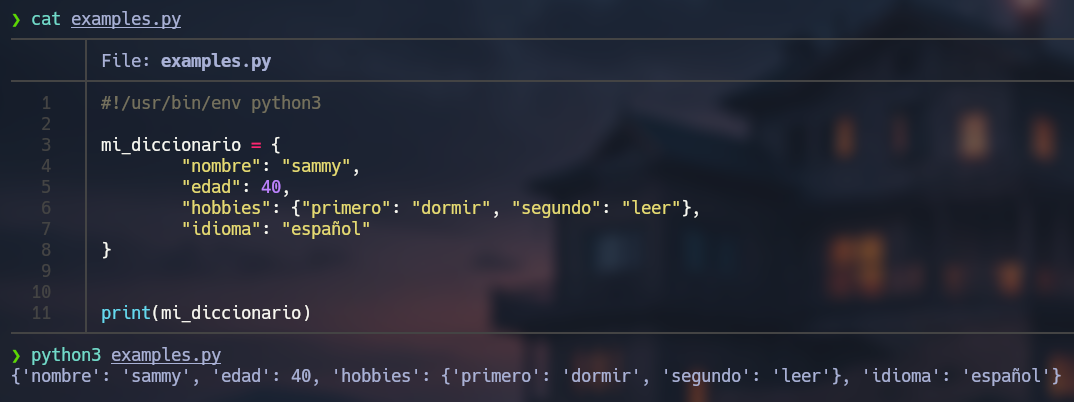 ❯ cat examples.py
File: examples.py
1 #!/usr/bin/env python3
2
3 mi_diccionario = {
4         "nombre": "sammy",
5         "edad": 40,
6         "hobbies": {"primero": "dormir", "segundo": "leer"},
7         "idioma": "español"
8 }
9
10
11 print(mi_diccionario)
❯ python3 examples.py
{'nombre': 'sammy', 'edad': 40, 'hobbies': {'primero': 'dormir', 'segundo': 'leer'}, 'idioma': 'español'}